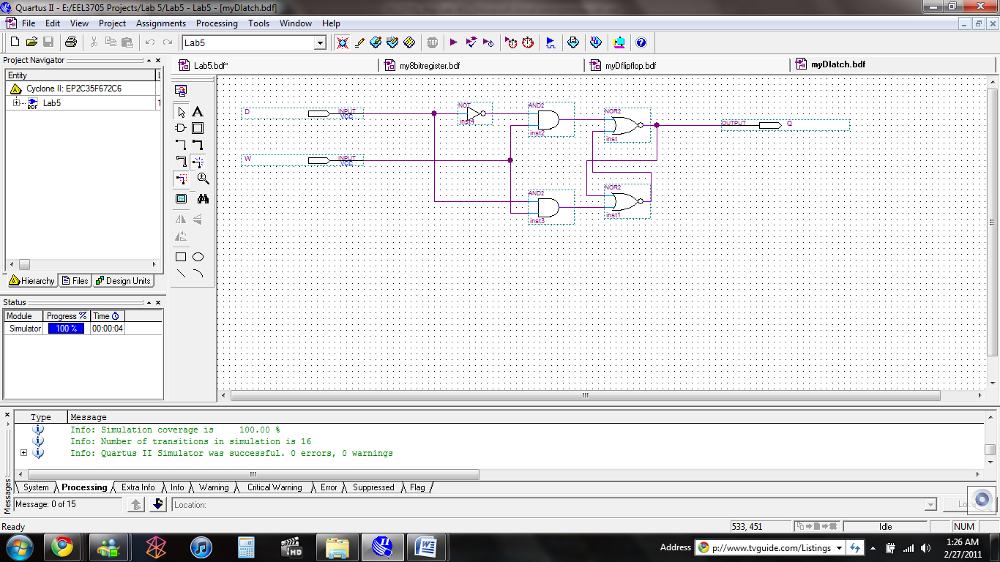 Quartus II - E:/EEL3705 Projects/Lab 5/Lab5 - Lab5 - [myDlatch.bdf]
File Edit View Project Assignments Processing Tools Window Help
Lab5
STOP
Project Navigator
Entity
Cyclone II: EP2C35F672C6
BDF Lab5 1
Hierarchy Files Design Units
Status
Module Progress % Time
Simulator 100 % 00:00:04
Lab5.bdf* my8bitregister.bdf myDflipflop.bdf myDlatch.bdf
A
D INPUT
VCC
NOT
inst4
AND2
inst2
NOR2
inst
OUTPUT Q
W INPUT
VCC
AND2
inst3
NOR2
inst1
Type Message
Info: Simulation coverage is 100.00 %
Info: Number of transitions in simulation is 16
Info: Quartus II Simulator was successful. 0 errors, 0 warnings
Messages
System Processing Extra Info Info Warning Critical Warning Error Suppressed Flag
Message: 0 of 15 Location:
Ready 533, 451 Idle NUM
Address p://www.tvguide.com/Listings
1:26 AM
2/27/2011